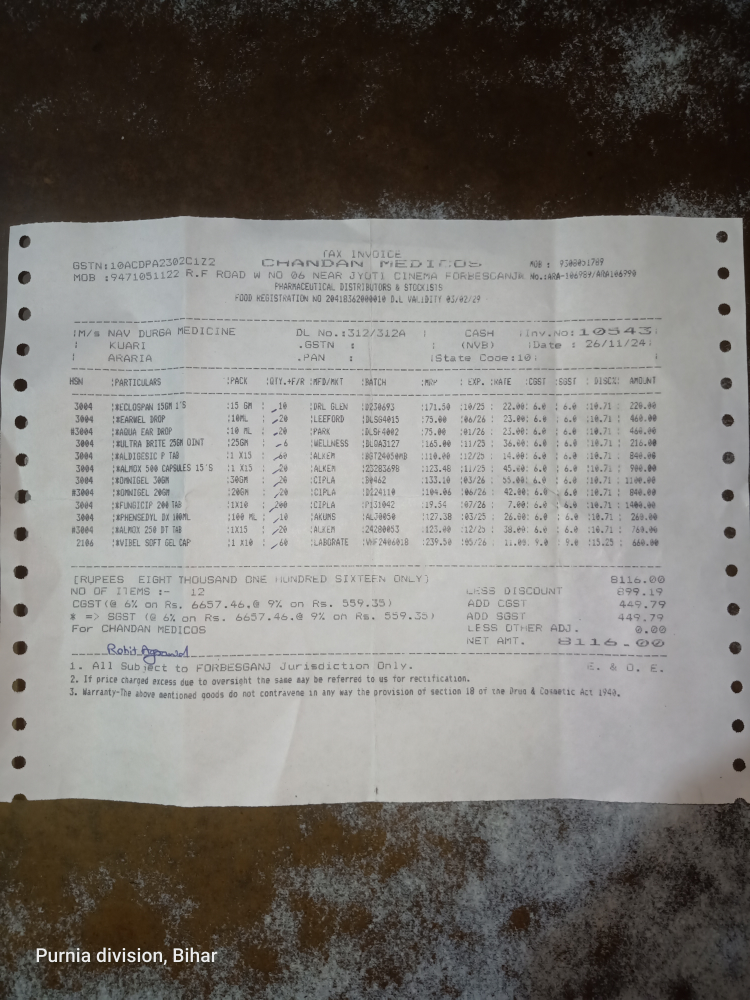 TAX INVOICE
GSTN:10ACDPA2302C1Z2 CHANDAN MEDICOS MOB : 9308051789
MOB :9471051122 R.F ROAD W NO 06 NEAR JYOTI CINEMA FORBESGANJ No.:ARA-106989/ARA106990
PHARMACEUTICAL DISTRIBUTORS & STOCKISTS
FOOD REGISTRATION NO 20418362000010 D.L VALIDITY 03/02/29
M/s NAV DURGA MEDICINE DL No.:312/312A CASH Inv.No:10543
KUARI .GSTN : (NVB) Date : 26/11/24
ARARIA .PAN : State Code:10
HSN :PARTICULARS :PACK :QTY.+F/R :MFD/MKT :BATCH :MRP : EXP. :RATE :CGST :SGST : DISC% AMOUNT
3004 :#ECLOSPAN 15GM 1'S :15 GM : 10 :DRL GLEN :D230693 :171.50 :10/25 : 22.00: 6.0 : 6.0 :10.71 : 220.00
3004 :#EARWEL DROP :10ML : 20 :LEEFORD :DLSG4015 :75.00 :06/26 : 23.00: 6.0 : 6.0 :10.71 : 460.00
3004 :#AQUA EAR DROP :10 ML : 20 :PARK :75.00 :01/26 : 23.00: 6.0 : 6.0 :10.71 : 460.00
3004 :#ULTRA BRITE 25GM OINT :25GM : 6 :WELLNESS :BLOA3127 :165.00 :11/25 : 36.00: 6.0 : 6.0 :10.71 : 216.00
3004 :#ALDIGESIC P TAB :1 X15 : 60 :ALKEM :110.00 :12/25 : 14.00: 6.0 : 6.0 :10.71 : 840.00
3004 :#ALMOX 500 CAPSULES 15'S :1 X15 : 20 :ALKEM :23283698 :123.48 :11/25 : 45.00: 6.0 : 6.0 :10.71 : 900.00
3004 :#OMNIGEL 30GM :30GM : 20 :CIPLA :B0462 :133.10 :03/26 : 55.00: 6.0 : 6.0 :10.71 : 1100.00
#3004 :#OMNIGEL 20GM :20GM : 20 :CIPLA :D124110 :104.06 :06/26 : 42.00: 6.0 : 6.0 :10.71 : 840.00
3004 :#FUNGICIP 200 TAB :1X10 : 200 :CIPLA :P131042 :19.54 :07/26 : 7.00: 6.0 : 6.0 :10.71 : 1400.00
3004 :#PHENSEDYL DX 100ML :100 ML : 10 :AKUMS :127.38 :03/25 : 26.00: 6.0 : 6.0 :10.71 : 260.00
#3004 :#ALMOX 250 DT TAB :1X15 : 20 :ALKEM :24280053 :123.00 :12/25 : 38.00: 6.0 : 6.0 :10.71 : 760.00
2106 :#VIBEL SOFT GEL CAP :1 X10 : 60 :LABORATE :239.50 :05/26 : 11.00: 9.0 : 9.0 :15.25 : 660.00
[RUPEES EIGHT THOUSAND ONE HUNDRED SIXTEEN ONLY] 8116.00
NO OF ITEMS :- 12 LESS DISCOUNT 899.19
CGST(@ 6% on Rs. 6657.46,@ 9% on Rs. 559.35) ADD CGST 449.79
* => SGST (@ 6% on Rs. 6657.46,@ 9% on Rs. 559.35) ADD SGST 449.79
For CHANDAN MEDICOS LESS OTHER ADJ. 0.00
NET AMT. 8116.00
Rohit Agrawal
1. All Subject to FORBESGANJ Jurisdiction Only. E. & O. E.
2. If price charged excess due to oversight the same may be referred to us for rectification.
3. Warranty-The above mentioned goods do not contravene in any way the provision of section 18 of the Drug & Cosmetic Act 1940.
Purnia division, Bihar